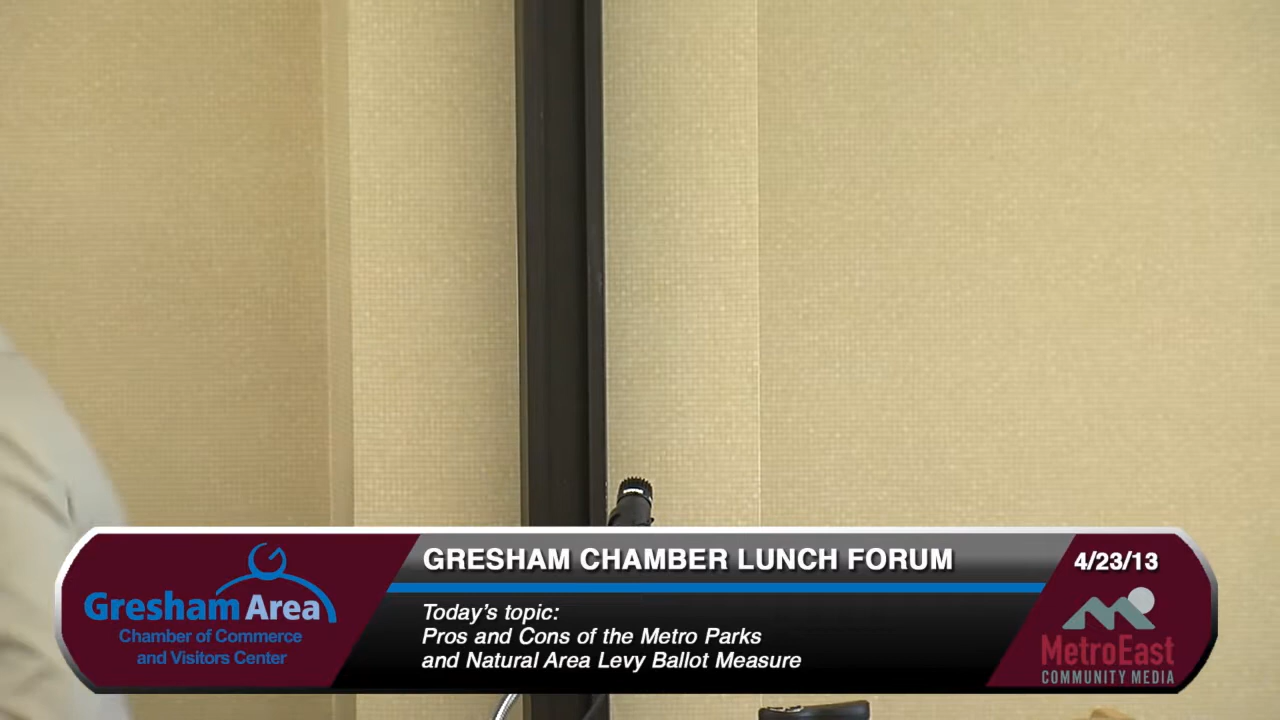 GRESHAM CHAMBER LUNCH FORUM
4/23/13
Gresham Area
Chamber of Commerce
and Visitors Center
Today's topic:
Pros and Cons of the Metro Parks
and Natural Area Levy Ballot Measure
MetroEast
COMMUNITY MEDIA